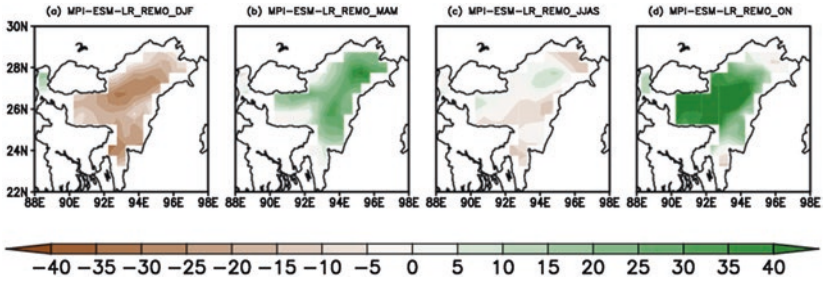 (a) MPI-ESM-LR_REMO_DJF (b) MPI-ESM-LR_REMO_MAM (c) MPI-ESM-LR_REMO_JJAS (d) MPI-ESM-LR_REMO_ON
30N
28N
26N
24N
22N
88E 90E 92E 94E 96E 98E 88E 90E 92E 94E 96E 98E 88E 90E 92E 94E 96E 98E 88E 90E 92E 94E 96E 98E
−40 −35 −30 −25 −20 −15 −10 −5 0 5 10 15 20 25 30 35 40